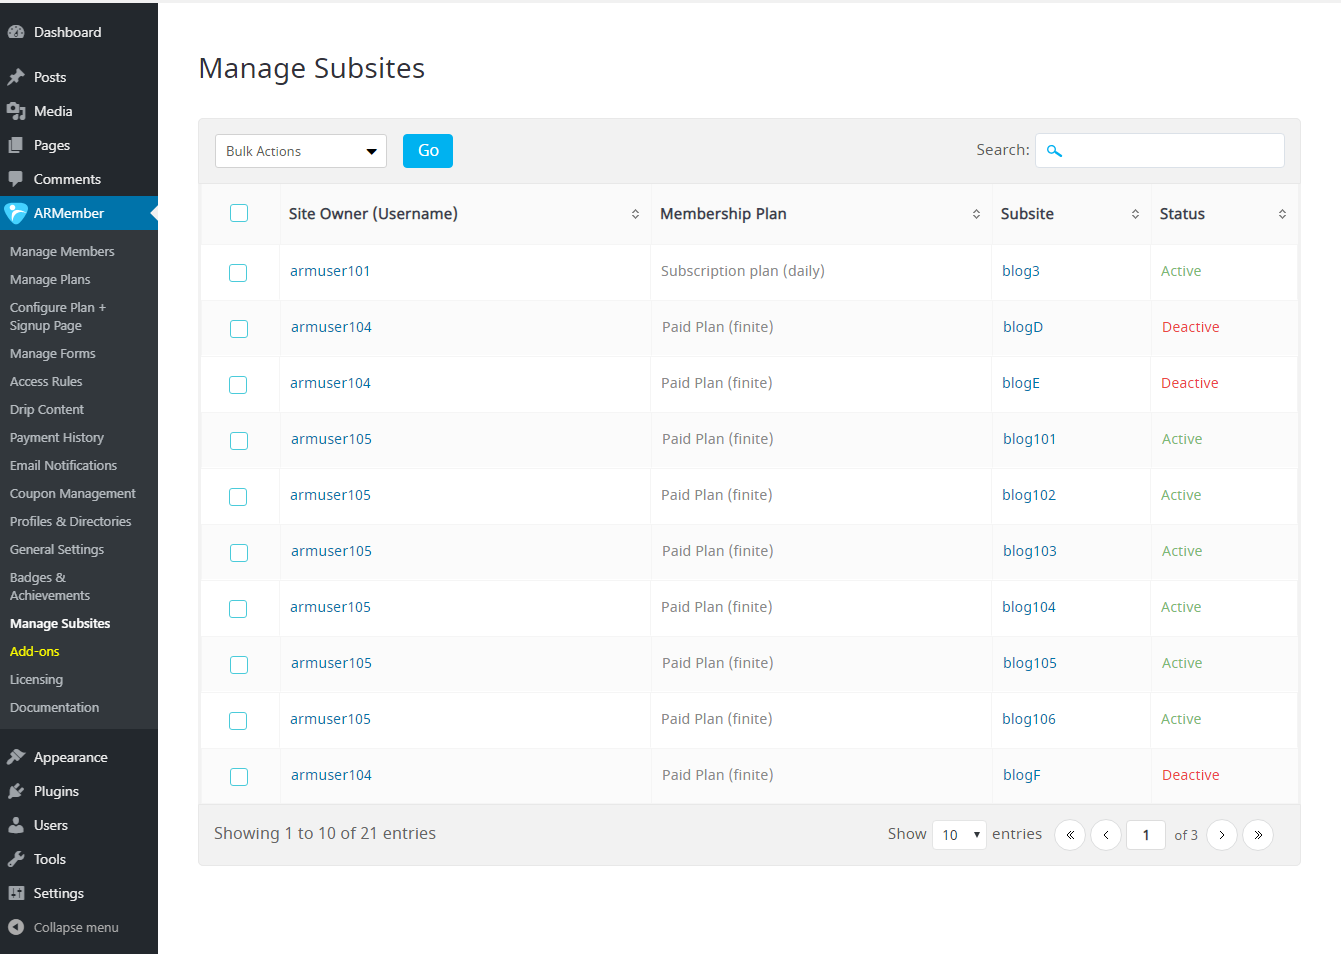 Dashboard
Posts
Media
Pages
Comments
ARMember
Manage Members
Manage Plans
Configure Plan +
Signup Page
Manage Forms
Access Rules
Drip Content
Payment History
Email Notifications
Coupon Management
Profiles & Directories
General Settings
Badges &
Achievements
Manage Subsites
Add-ons
Licensing
Documentation
Appearance
Plugins
Users
Tools
Settings
Collapse menu
Manage Subsites
Bulk Actions Go Search:
Site Owner (Username) Membership Plan Subsite Status
armuser101 Subscription plan (daily) blog3 Active
armuser104 Paid Plan (finite) blogD Deactive
armuser104 Paid Plan (finite) blogE Deactive
armuser105 Paid Plan (finite) blog101 Active
armuser105 Paid Plan (finite) blog102 Active
armuser105 Paid Plan (finite) blog103 Active
armuser105 Paid Plan (finite) blog104 Active
armuser105 Paid Plan (finite) blog105 Active
armuser105 Paid Plan (finite) blog106 Active
armuser104 Paid Plan (finite) blogF Deactive
Showing 1 to 10 of 21 entries Show 10 entries « ‹ 1 of 3 › »